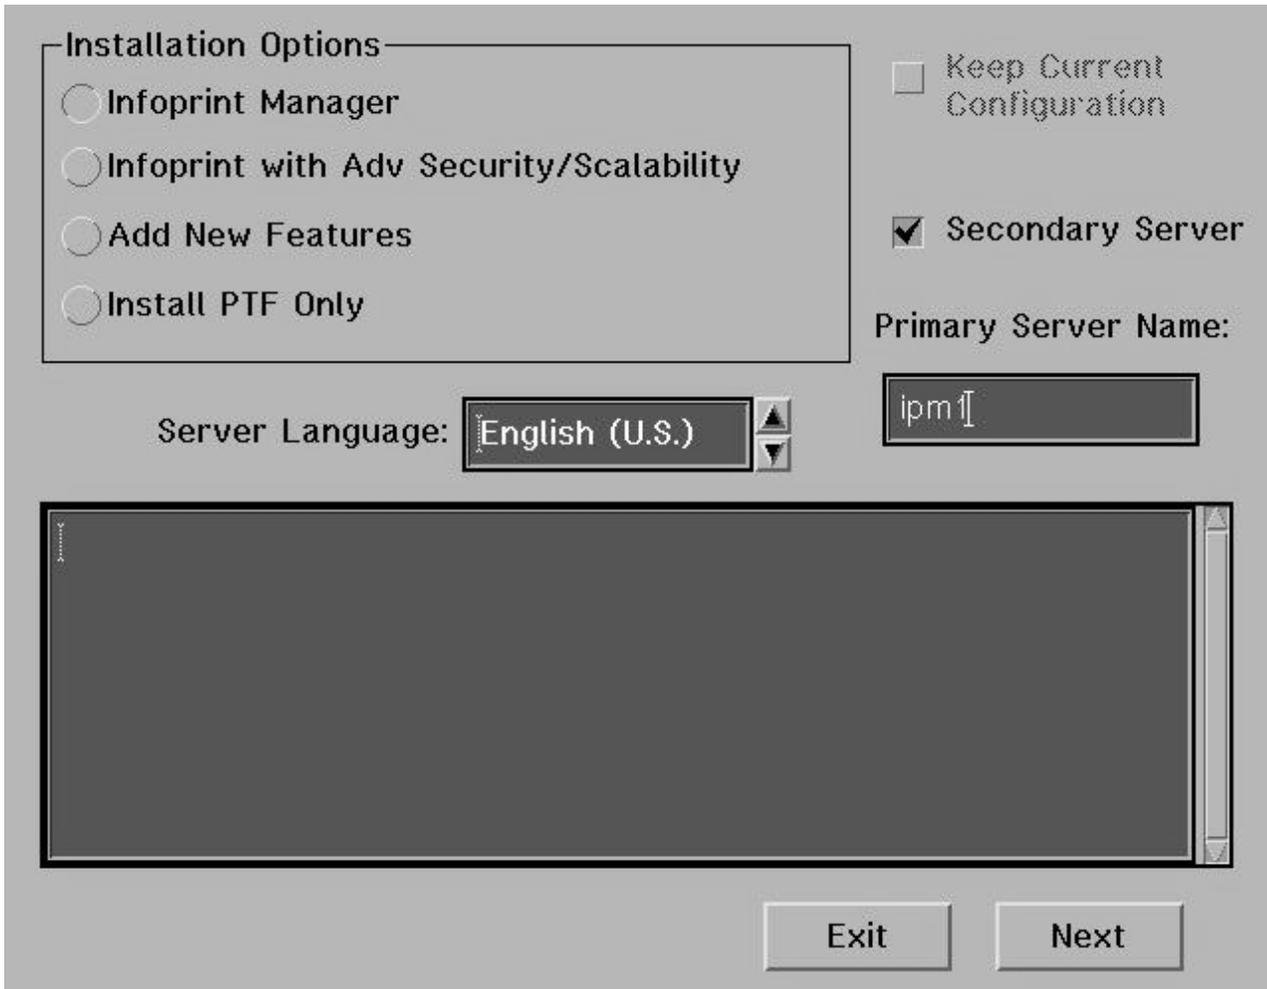 Installation Options
Infoprint Manager
Infoprint with Adv Security/Scalability
Add New Features
Install PTF Only
Keep Current
Configuration
Secondary Server
Primary Server Name:
ipm1
Server Language:
English (U.S.)
Exit
Next